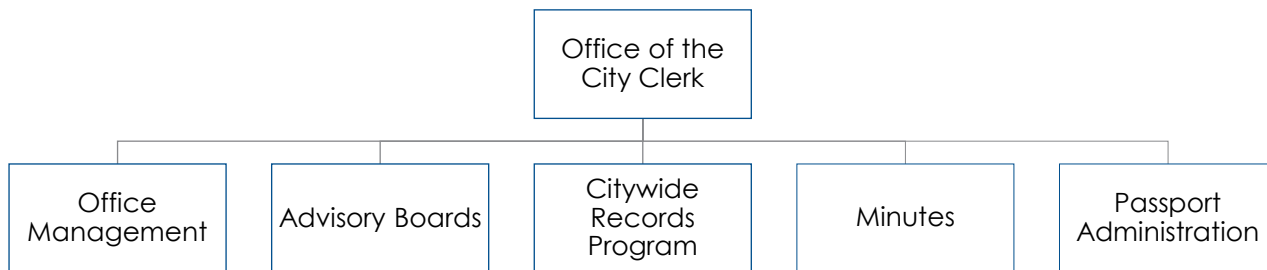 Office of the
City Clerk
Office
Management
Advisory Boards
Citywide
Records
Program
Minutes
Passport
Administration